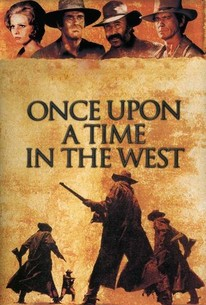 ONCE UPON
A TIME
IN THE WEST